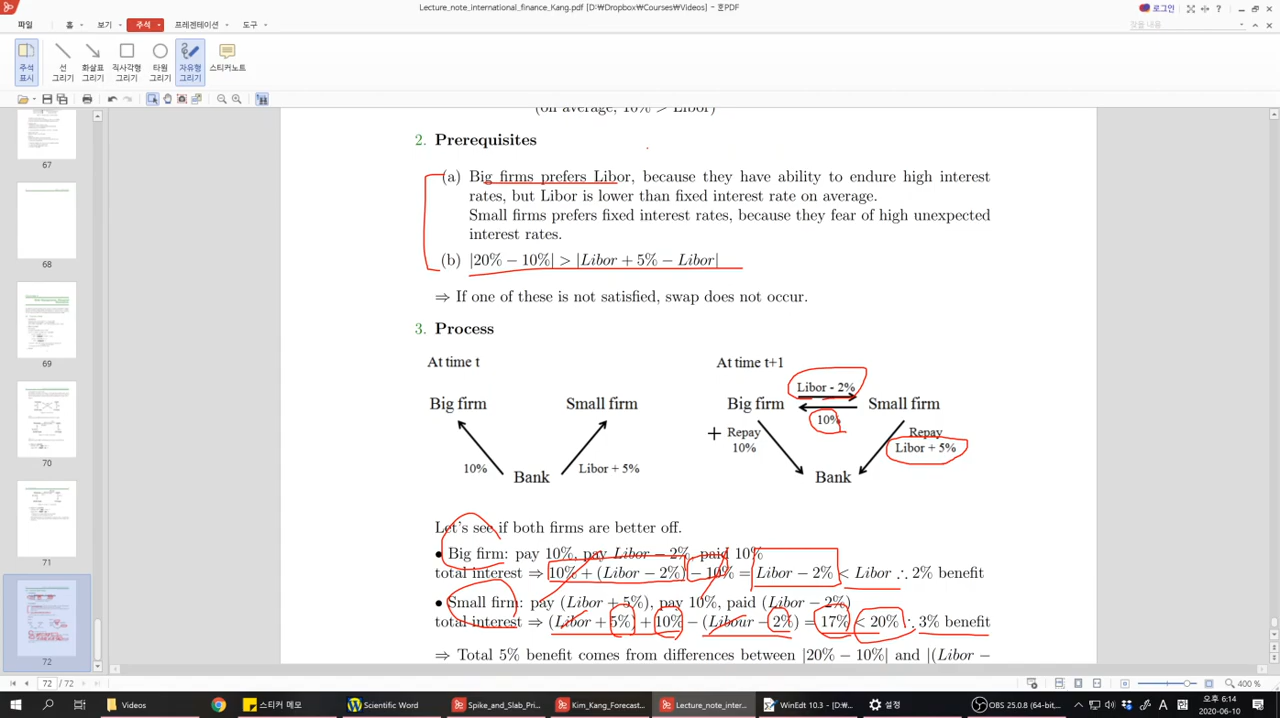 Lecture_note_international_finance_Kang.pdf [D:₩Dropbox₩Courses₩Videos] - 호PDF
로그인
파일 홈 보기 주석 프레젠테이션 도구
찾을 내용
주석 표시
선 그리기
화살표 그리기
직사각형 그리기
타원 그리기
자유형 그리기
스티커노트
(on average, 10% > Libor)
2. Prerequisites
(a) Big firms prefers Libor, because they have ability to endure high interest
rates, but Libor is lower than fixed interest rate on average.
Small firms prefers fixed interest rates, because they fear of high unexpected
interest rates.
(b) |20% − 10%| > |Libor + 5% − Libor|
⇒ If one of these is not satisfied, swap does not occur.
3. Process
At time t
Big firm Small firm
10% Bank Libor + 5%
At time t+1
Libor - 2%
Big firm Small firm
10%
Repay 10%
Repay Libor + 5%
Bank
Let's see if both firms are better off.
• Big firm: pay 10%, pay Libor − 2%, paid 10%
total interest ⇒ 10% + (Libor − 2%) − 10% = Libor − 2% < Libor ∴ 2% benefit
• Small firm: pay (Libor + 5%), pay 10%, paid (Libor − 2%)
total interest ⇒ (Libor + 5%) + 10% − (Libour − 2%) = 17% < 20% ∴ 3% benefit
⇒ Total 5% benefit comes from differences between |20% − 10%| and |(Libor −
67
68
69
70
71
72
72 / 72
400 %
Videos
스티커 메모
Scientific Word
Spike_and_Slab_Pri...
Kim_Kang_Forecast...
Lecture_note_inter...
WinEdt 10.3 - [D:₩...
설정
OBS 25.0.8 (64-bit...
A
오후 6:14
2020-06-10